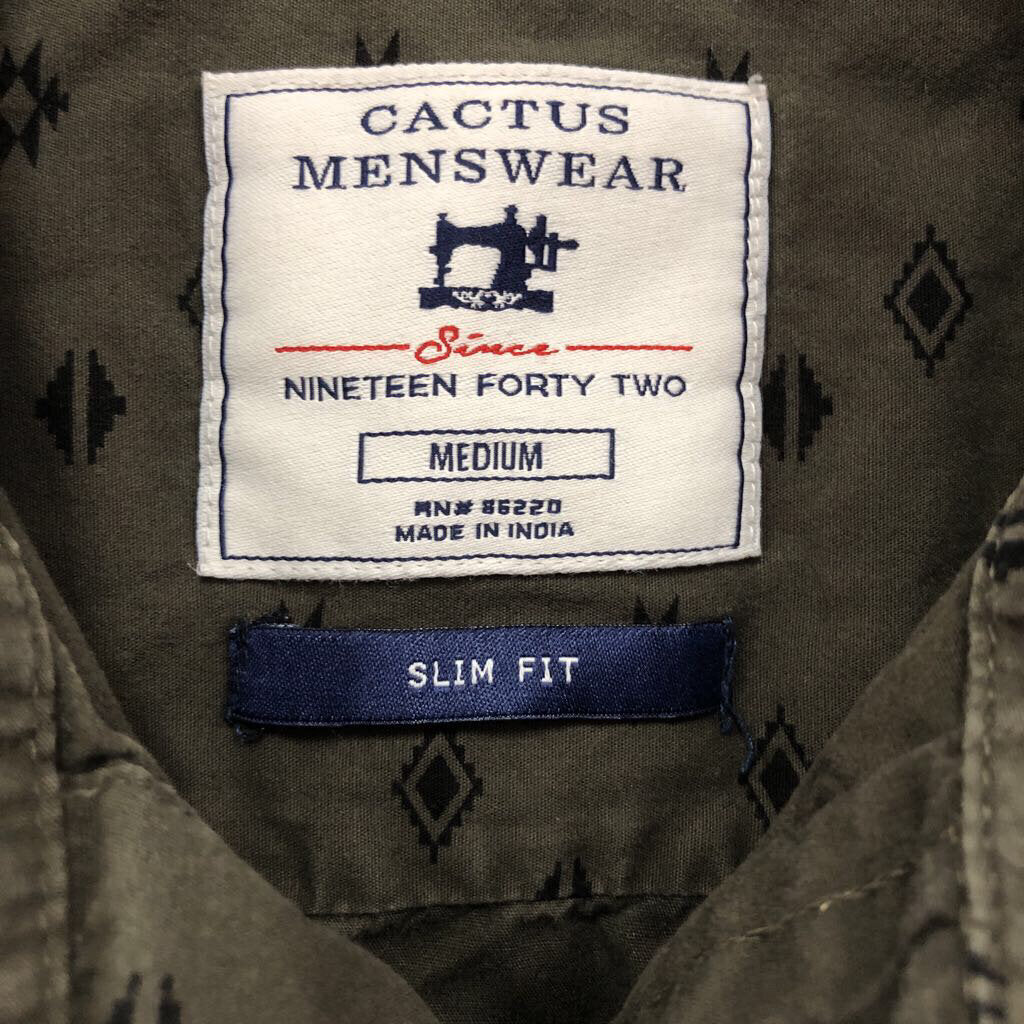 CACTUS
MENSWEAR
Since
NINETEEN FORTY TWO
MEDIUM
RN# 86220
MADE IN INDIA
SLIM FIT